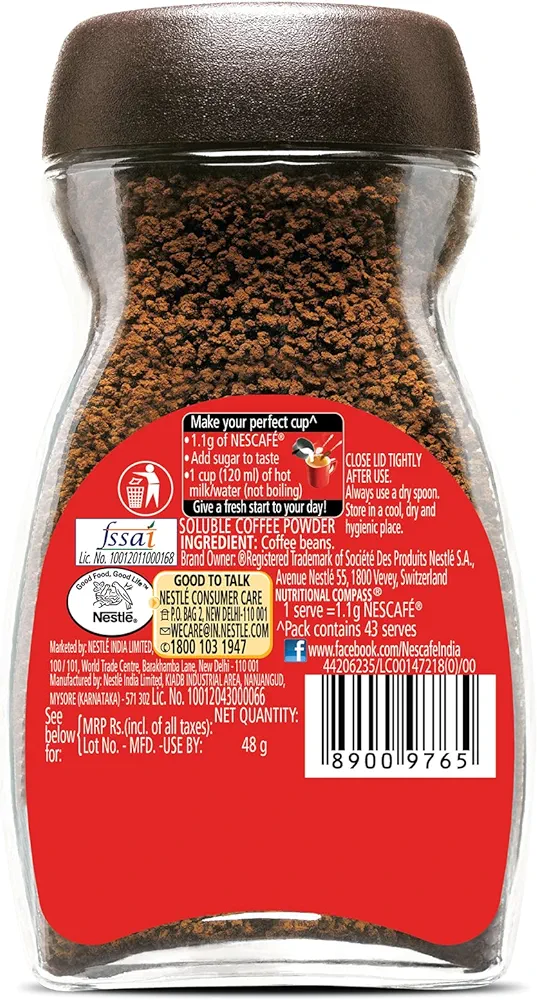 Make your perfect cup^
•1.1g of NESCAFÉ®
•Add sugar to taste
•1 cup (120 ml) of hot
milk/water (not boiling)
Give a fresh start to your day!
CLOSE LID TIGHTLY
AFTER USE.
Always use a dry spoon.
Store in a cool, dry and
hygienic place.
fssai
Lic. No. 10012011000168
SOLUBLE COFFEE POWDER
INGREDIENT: Coffee beans.
Brand Owner: ®Registered Trademark of Société Des Produits Nestlé S.A.,
Avenue Nestlé 55, 1800 Vevey, Switzerland
Good Food, Good Life™
Nestlé®
GOOD TO TALK
NESTLÉ CONSUMER CARE
P.O. BAG 2, NEW DELHI-110 001
WECARE@IN.NESTLE.COM
1800 103 1947
NUTRITIONAL COMPASS®
1 serve =1.1g NESCAFÉ®
^Pack contains 43 serves
f www.facebook.com/NescafeIndia
44206235/LC00147218(0)/00
Marketed by: NESTLÉ INDIA LIMITED,
100 / 101, World Trade Centre, Barakhamba Lane, New Delhi - 110 001
Manufactured by: Nestlé India Limited, KIADB INDUSTRIAL AREA, NANJANGUD,
MYSORE (KARNATAKA) - 571 302 Lic. No. 10012043000066
See
below
for:
MRP Rs.(incl. of all taxes):
Lot No. - MFD. -USE BY:
NET QUANTITY:
48 g
8900 9765